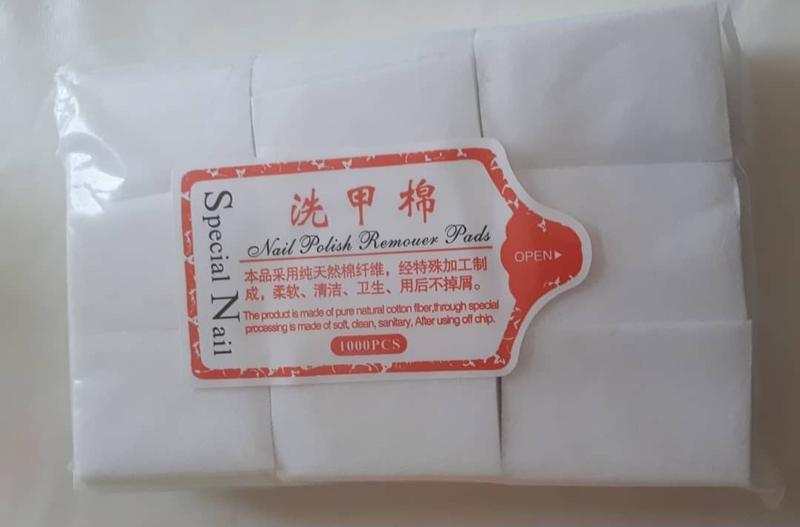 Special Nail
洗甲棉
Nail Polish Remouer Pads
本品采用纯天然棉纤维，经特殊加工制
成，柔软、清洁、卫生、用后不掉屑。
The product is made of pure natural cotton fiber,through special
processing is made of soft, clean, sanitary, After using off chip.
1000PCS
OPEN▶